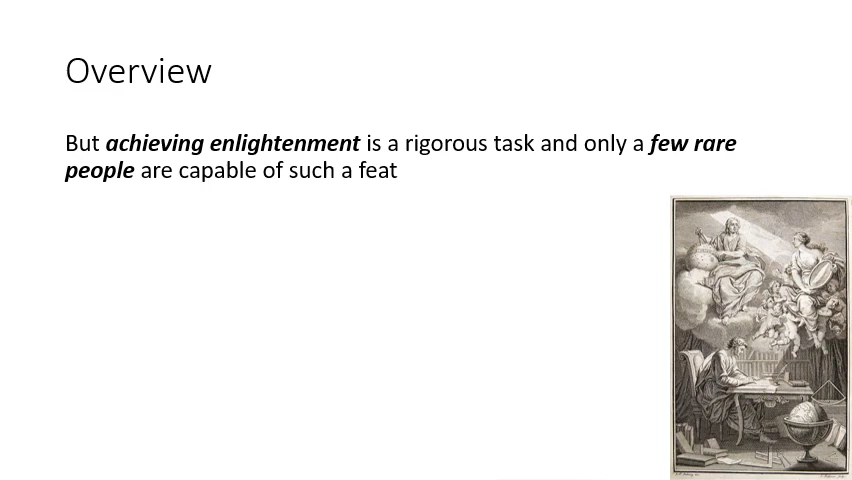 Overview
But achieving enlightenment is a rigorous task and only a few rare
people are capable of such a feat